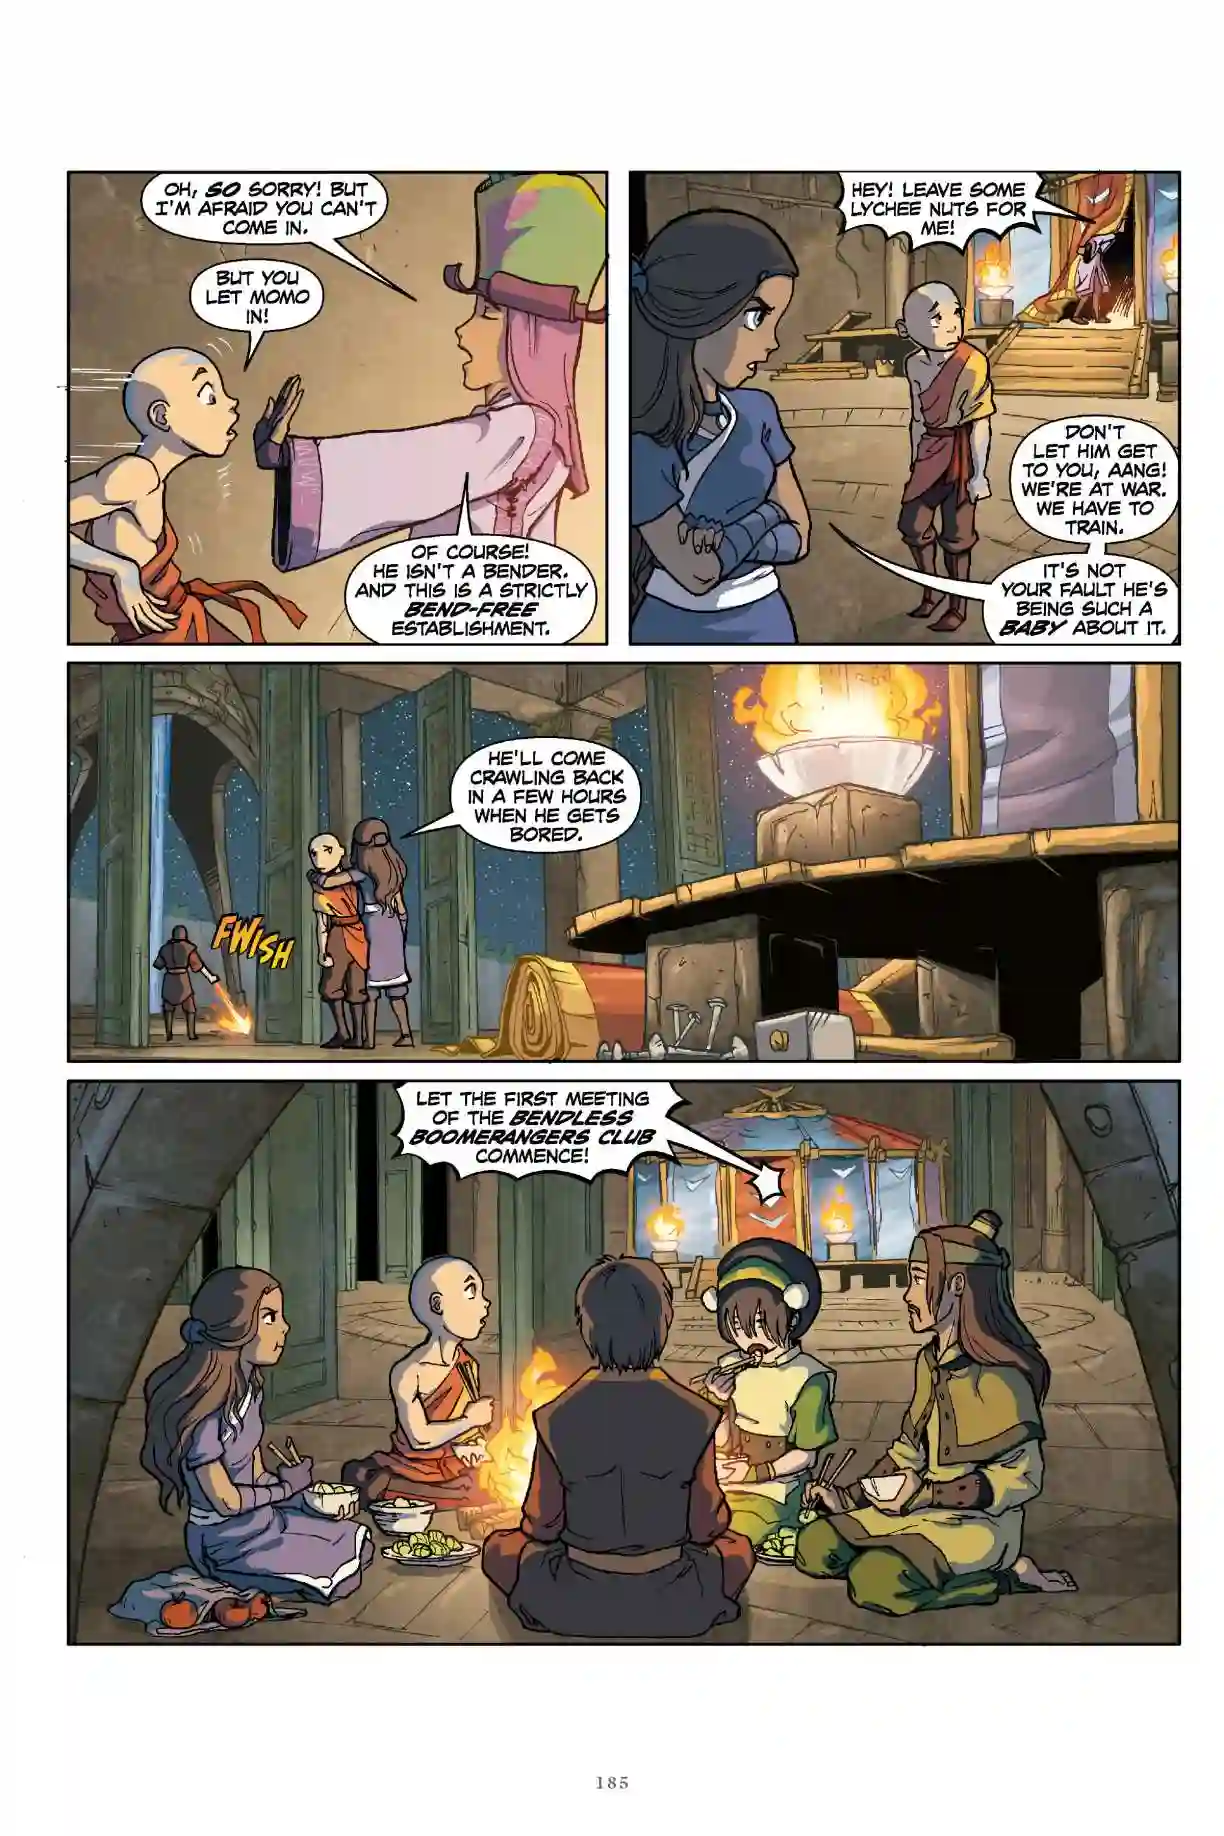 OH, SO SORRY! BUT
I'M AFRAID YOU CAN'T
COME IN.
BUT YOU
LET MOMO
IN!
OF COURSE!
HE ISN'T A BENDER.
AND THIS IS A STRICTLY
BEND-FREE
ESTABLISHMENT.
HEY! LEAVE SOME
LYCHEE NUTS FOR
ME!
DON'T
LET HIM GET
TO YOU, AANG!
WE'RE AT WAR.
WE HAVE TO
TRAIN.
IT'S NOT
YOUR FAULT HE'S
BEING SUCH A
BABY ABOUT IT.
HE'LL COME
CRAWLING BACK
IN A FEW HOURS
WHEN HE GETS
BORED.
FWISH
LET THE FIRST MEETING
OF THE BENDLESS
BOOMERANGERS CLUB
COMMENCE!
185